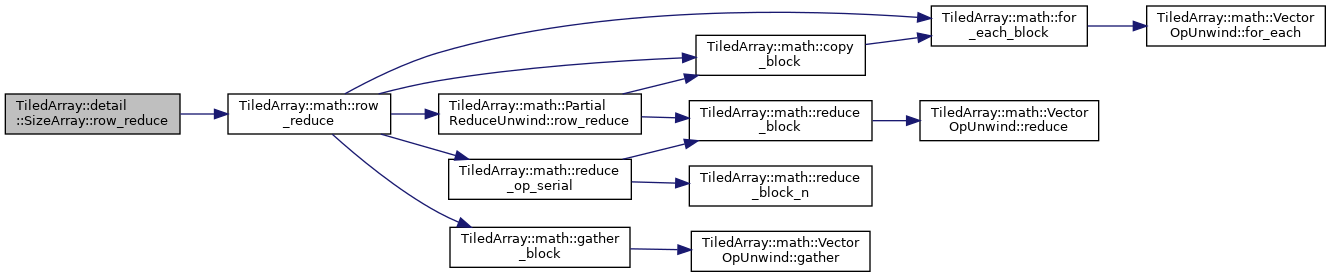 TiledArray::detail
::SizeArray::row_reduce
TiledArray::math::row
_reduce
TiledArray::math::for
_each_block
TiledArray::math::Vector
OpUnwind::for_each
TiledArray::math::copy
_block
TiledArray::math::Partial
ReduceUnwind::row_reduce
TiledArray::math::reduce
_block
TiledArray::math::Vector
OpUnwind::reduce
TiledArray::math::reduce
_op_serial
TiledArray::math::reduce
_block_n
TiledArray::math::gather
_block
TiledArray::math::Vector
OpUnwind::gather